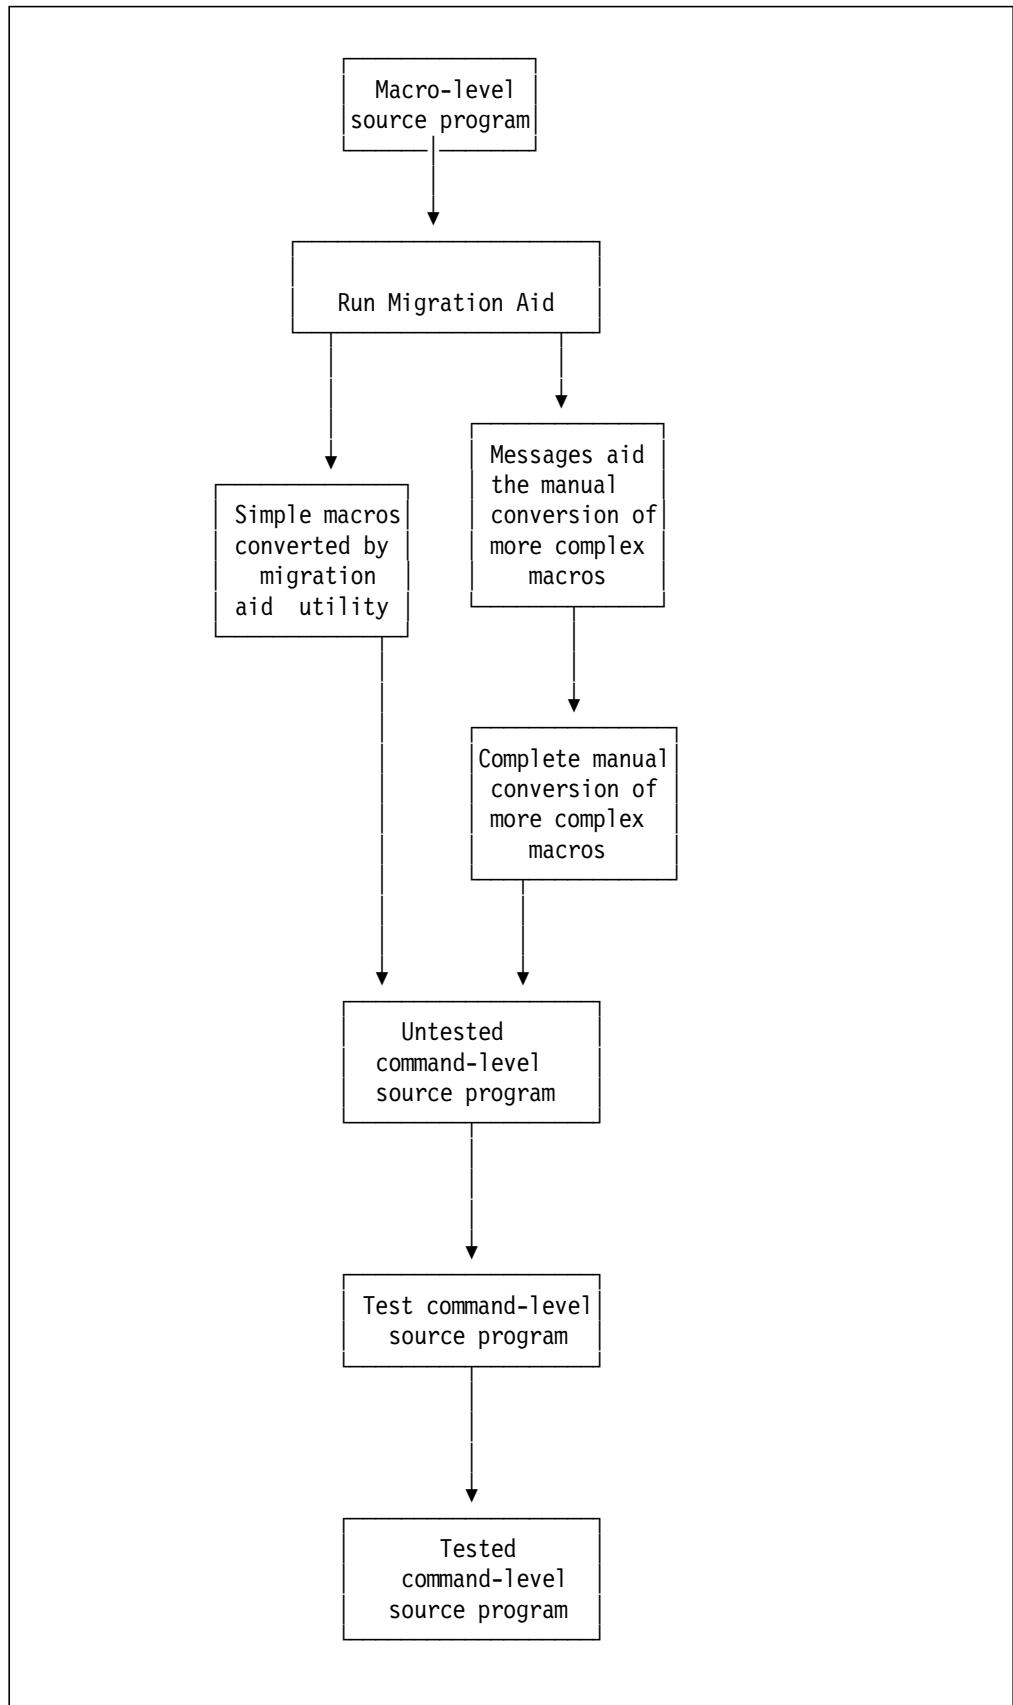 Macro-level
source program
Run Migration Aid
Messages aid
the manual
conversion of
more complex
macros
Simple macros
converted by
migration
aid utility
Complete manual
conversion of
more complex
macros
Untested
command-level
source program
Test command-level
source program
Tested
command-level
source program